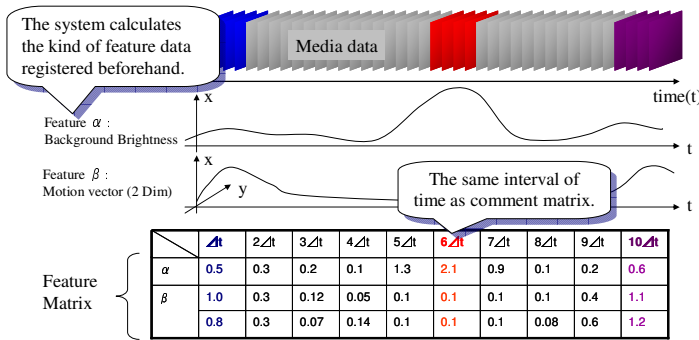 The system calculates
the kind of feature data
registered beforehand.
Media data
x
time(t)
Feature α :
Background Brightness
t
x
Feature β :
Motion vector (2 Dim)
y
The same interval of
time as comment matrix.
t
Feature
Matrix
⊿t 2⊿t 3⊿t 4⊿t 5⊿t 6⊿t 7⊿t 8⊿t 9⊿t 10⊿t
α 0.5 0.3 0.2 0.1 1.3 2.1 0.9 0.1 0.2 0.6
β 1.0 0.3 0.12 0.05 0.1 0.1 0.1 0.1 0.4 1.1
0.8 0.3 0.07 0.14 0.1 0.1 0.1 0.08 0.6 1.2